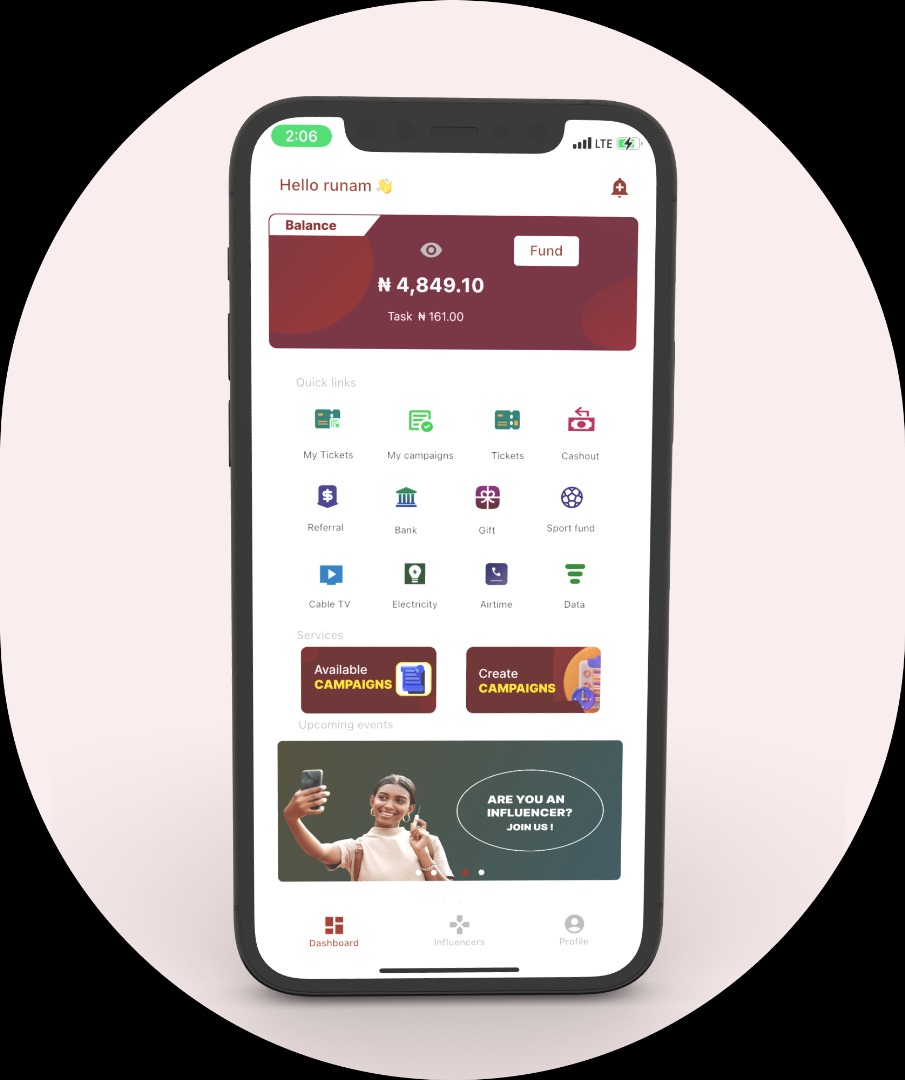 2:06
LTE
Hello runam 👋
Balance
Fund
₦ 4,849.10
Task ₦ 161.00
Quick links
My Tickets
My campaigns
Tickets
Cashout
Referral
Bank
Gift
Sport fund
Cable TV
Electricity
Airtime
Data
Services
Available
CAMPAIGNS
Create
CAMPAIGNS
Upcoming events
ARE YOU AN
INFLUENCER?
JOIN US !
Dashboard
Influencers
Profile